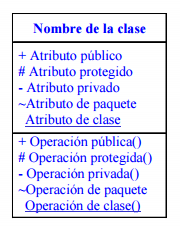 Nombre de la clase
+ Atributo público
# Atributo protegido
- Atributo privado
~Atributo de paquete
Atributo de clase
+ Operación pública()
# Operación protegida()
- Operación privada()
~Operación de paquete
Operación de clase()